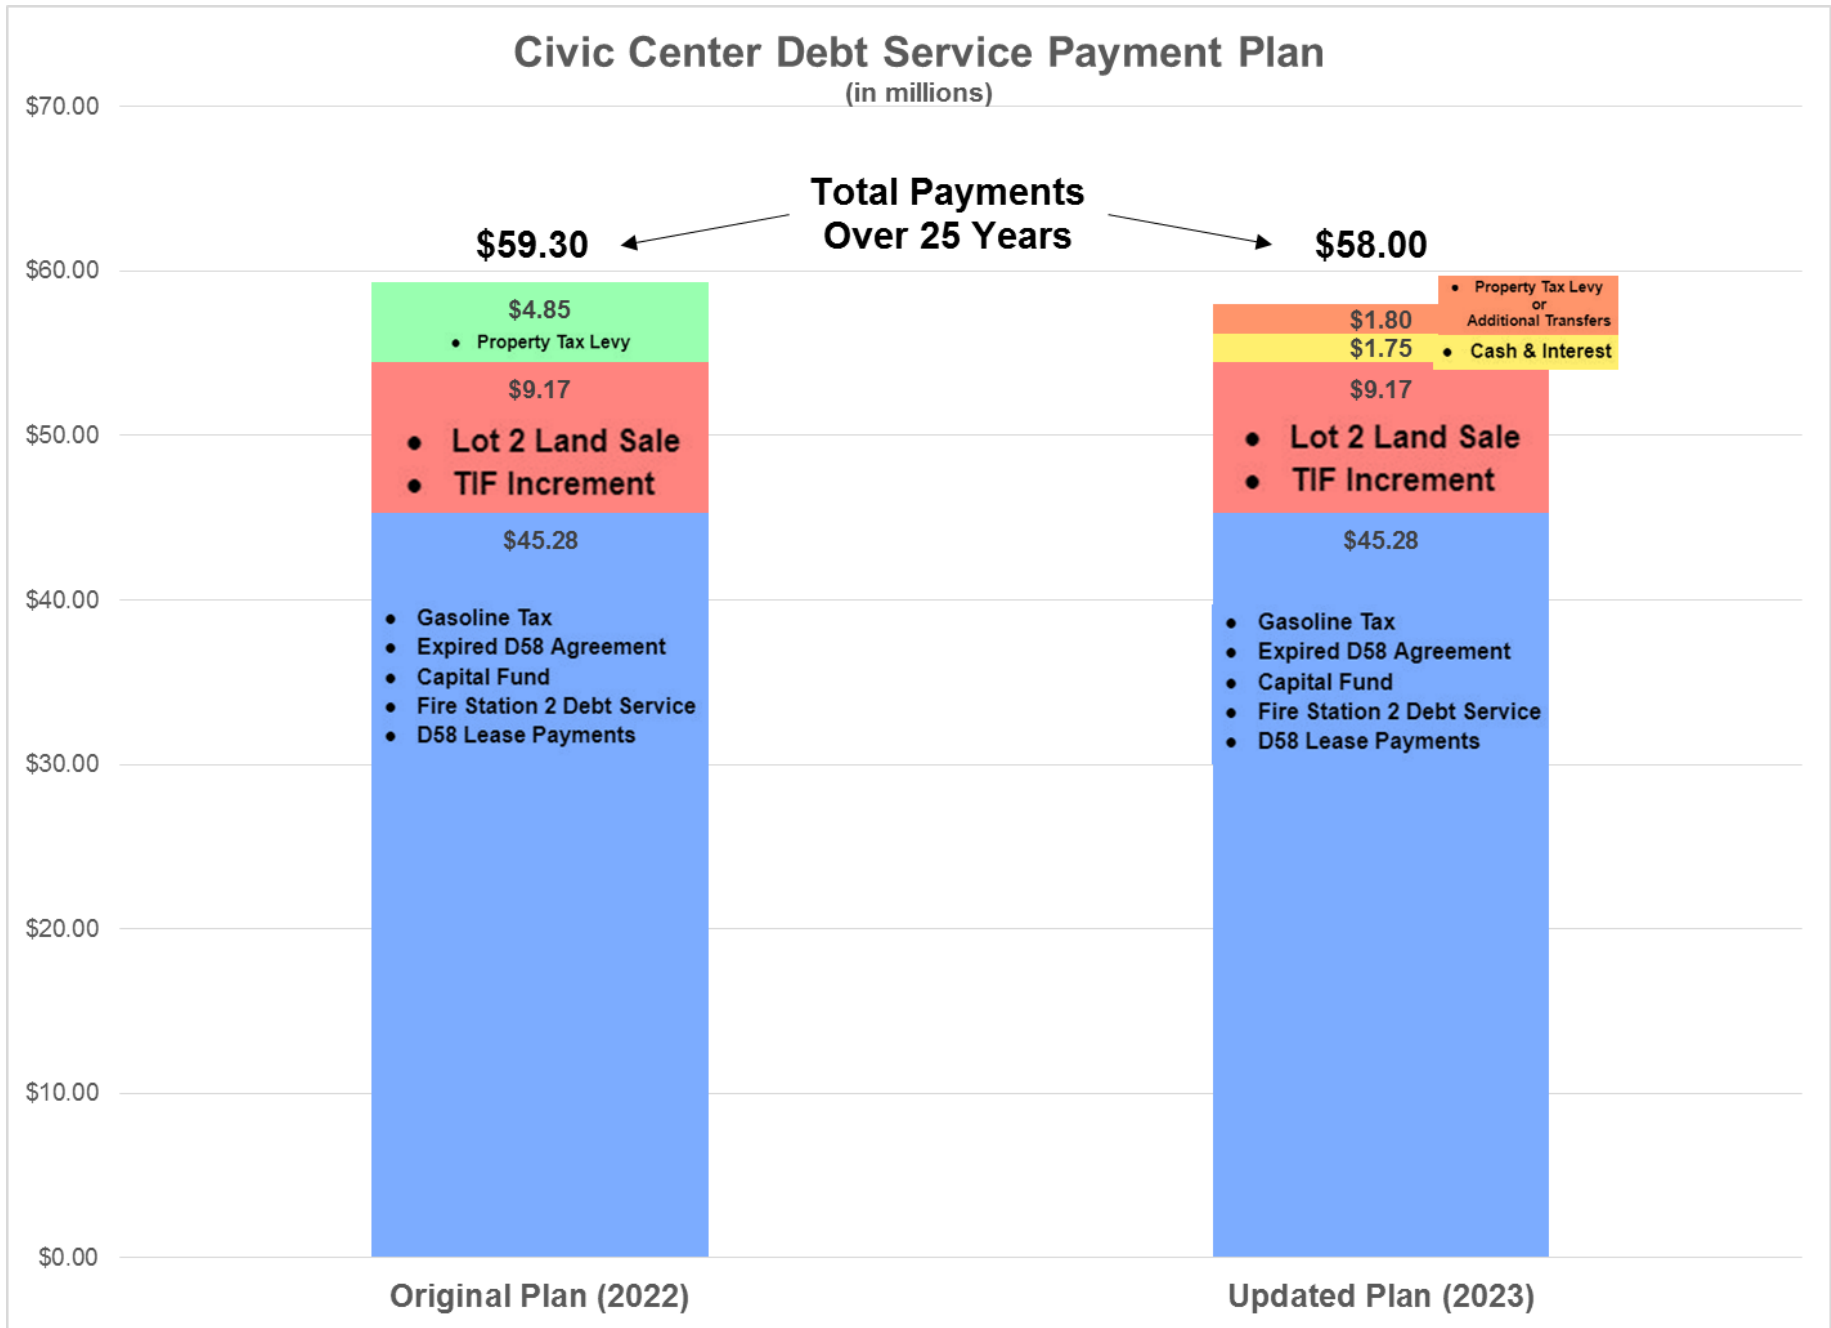 Civic Center Debt Service Payment Plan
(in millions)
$70.00
$60.00
$50.00
$40.00
$30.00
$20.00
$10.00
$0.00
Total Payments
Over 25 Years
$59.30
$4.85
• Property Tax Levy
$9.17
• Lot 2 Land Sale
• TIF Increment
$45.28
• Gasoline Tax
• Expired D58 Agreement
• Capital Fund
• Fire Station 2 Debt Service
• D58 Lease Payments
Original Plan (2022)
$58.00
$1.80
• Property Tax Levy
or
Additional Transfers
$1.75
• Cash & Interest
$9.17
• Lot 2 Land Sale
• TIF Increment
$45.28
• Gasoline Tax
• Expired D58 Agreement
• Capital Fund
• Fire Station 2 Debt Service
• D58 Lease Payments
Updated Plan (2023)